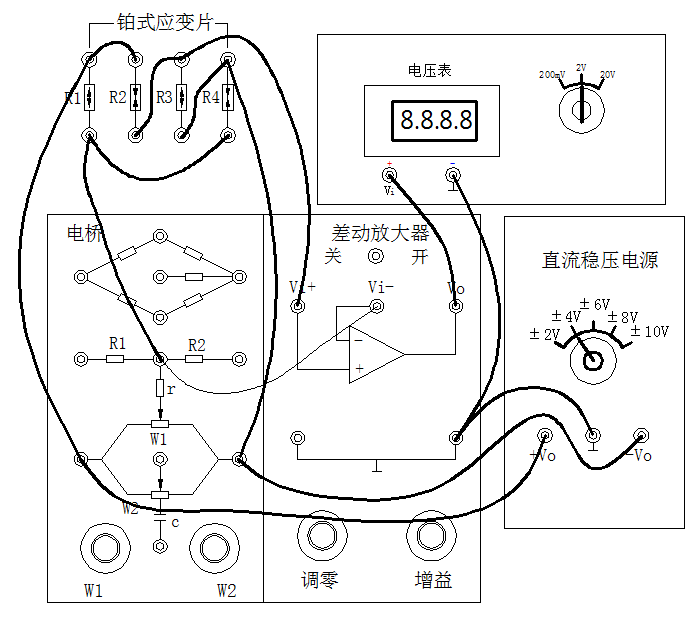 铂式应变片
R1 R2 R3 R4
电压表
8.8.8.8
200mV 2V 20V
+ -
Vi ⊥
电桥
差动放大器
关 开
Vi+ Vi- Vo
-
+
R1 R2
r
W1
W2
c
⊥
W1 W2
调零 增益
直流稳压电源
±2V ±4V ±6V ±8V ±10V
+Vo ⊥ -Vo